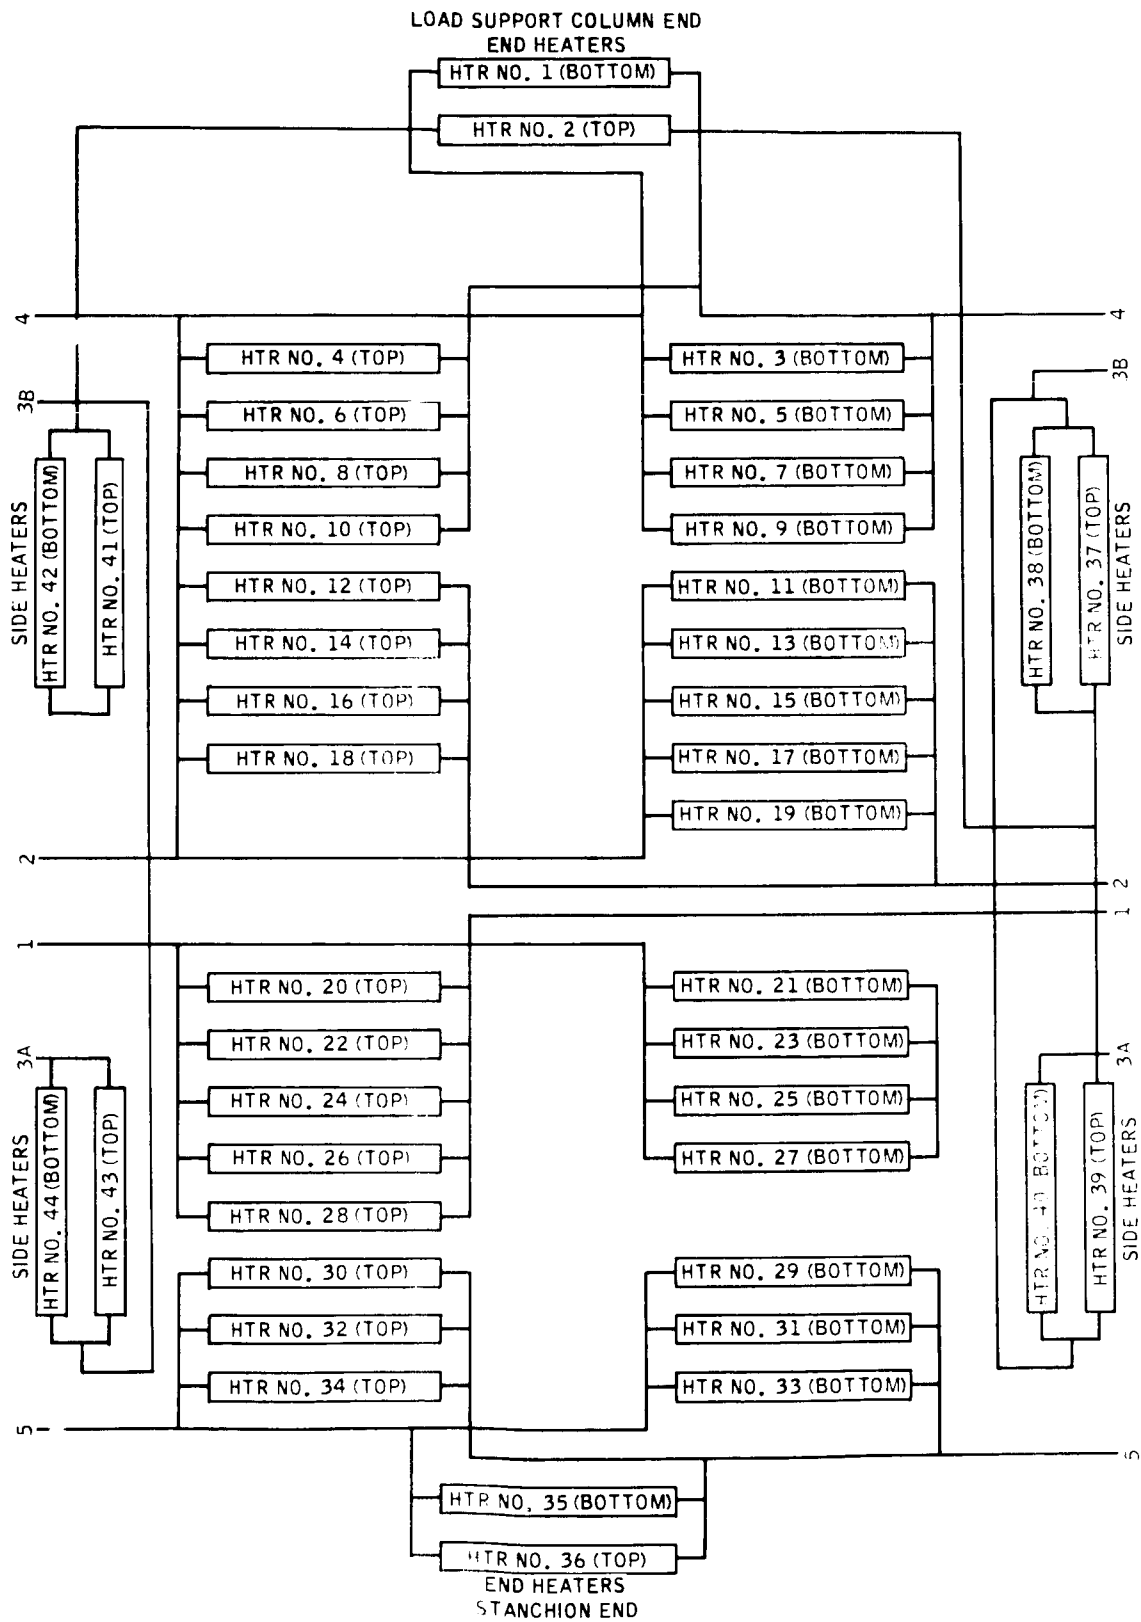 LOAD SUPPORT COLUMN END
END HEATERS
HTR NO. 1 (BOTTOM)
HTR NO. 2 (TOP)
4
4
3B
3B
HTR NO. 4 (TOP)
HTR NO. 3 (BOTTOM)
HTR NO. 6 (TOP)
HTR NO. 5 (BOTTOM)
HTR NO. 8 (TOP)
HTR NO. 7 (BOTTOM)
HTR NO. 10 (TOP)
HTR NO. 9 (BOTTOM)
SIDE HEATERS
HTR NO. 42 (BOTTOM)
HTR NO. 41 (TOP)
HTR NO. 38 (BOTTOM)
HTR NO. 37 (TOP)
SIDE HEATERS
HTR NO. 12 (TOP)
HTR NO. 11 (BOTTOM)
HTR NO. 14 (TOP)
HTR NO. 13 (BOTTOM)
HTR NO. 16 (TOP)
HTR NO. 15 (BOTTOM)
HTR NO. 18 (TOP)
HTR NO. 17 (BOTTOM)
HTR NO. 19 (BOTTOM)
2
2
1
1
HTR NO. 20 (TOP)
HTR NO. 21 (BOTTOM)
HTR NO. 22 (TOP)
HTR NO. 23 (BOTTOM)
3A
3A
HTR NO. 24 (TOP)
HTR NO. 25 (BOTTOM)
HTR NO. 26 (TOP)
HTR NO. 27 (BOTTOM)
HTR NO. 28 (TOP)
SIDE HEATERS
HTR NO. 44 (BOTTOM)
HTR NO. 43 (TOP)
HTR NO. 40 BOTTOM)
HTR NO. 39 (TOP)
SIDE HEATERS
HTR NO. 30 (TOP)
HTR NO. 29 (BOTTOM)
HTR NO. 32 (TOP)
HTR NO. 31 (BOTTOM)
HTR NO. 34 (TOP)
HTR NO. 33 (BOTTOM)
5
5
HTR NO. 35 (BOTTOM)
HTR NO. 36 (TOP)
END HEATERS
STANCHION END